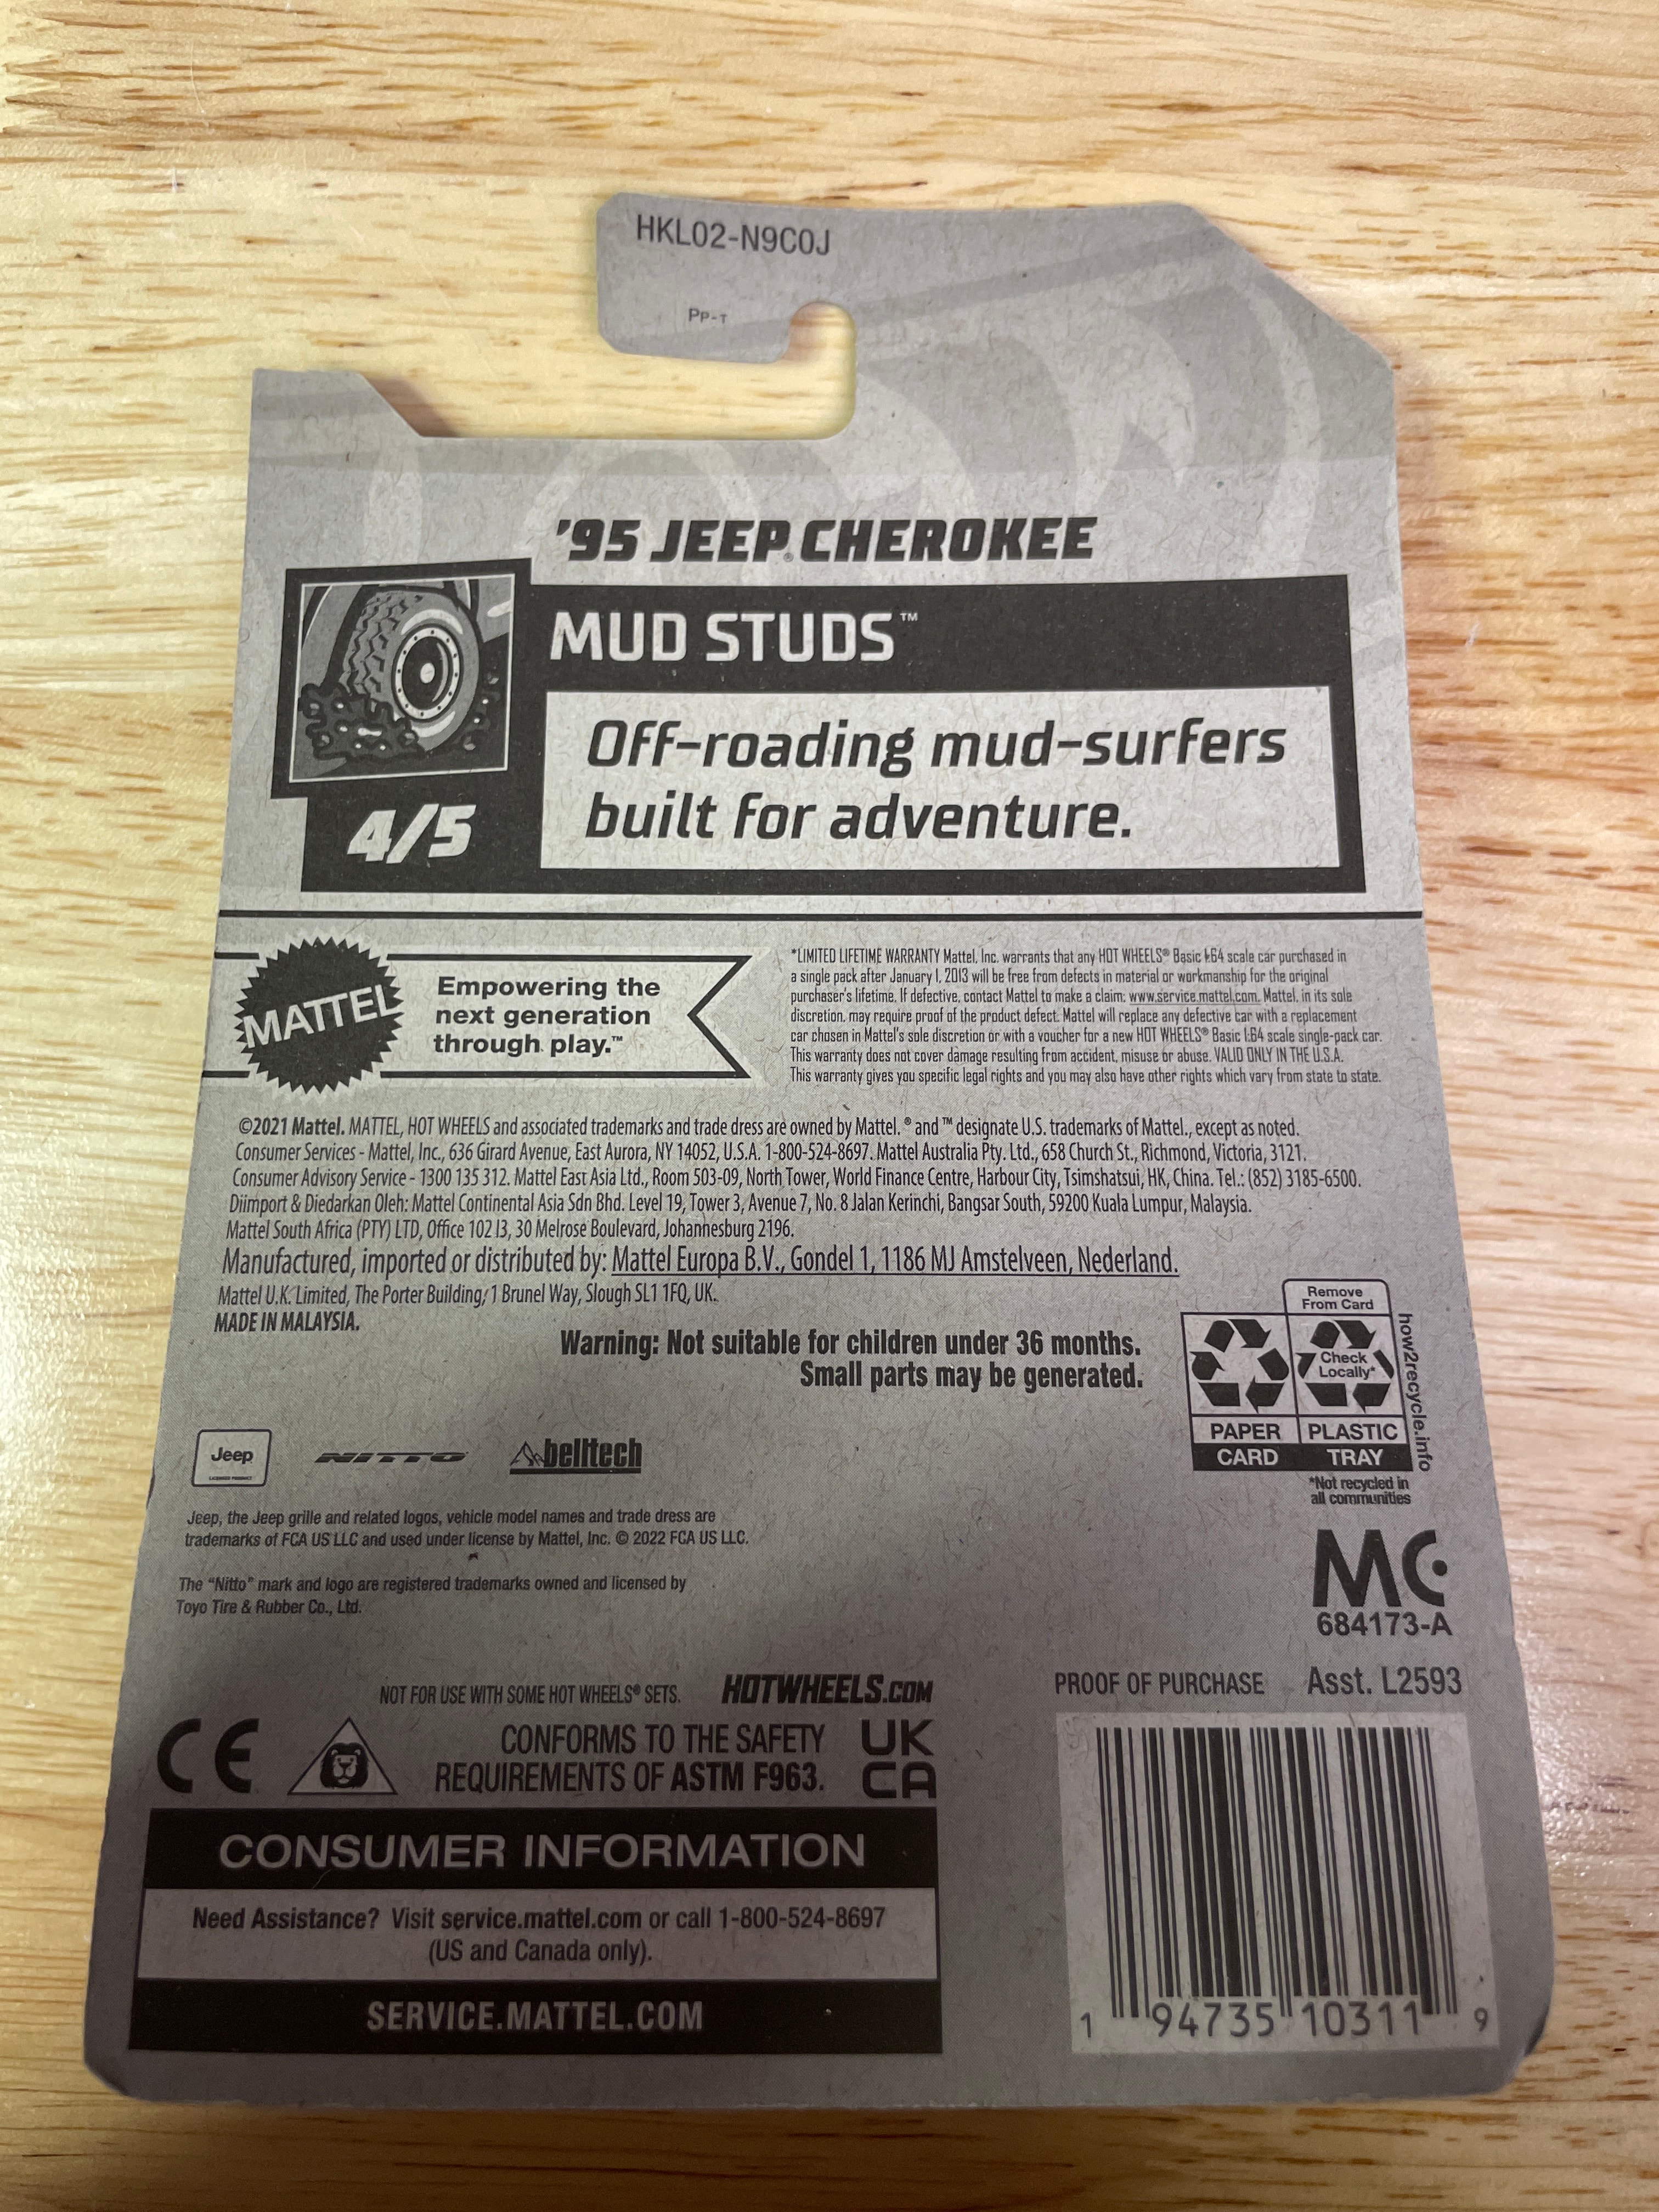 HKL02-N9C0J
PP-T
'95 JEEP® CHEROKEE
MUD STUDS™
Off-roading mud-surfers
built for adventure.
4/5
MATTEL
Empowering the
next generation
through play.™
*LIMITED LIFETIME WARRANTY Mattel, Inc. warrants that any HOT WHEELS® Basic 1:64 scale car purchased in
a single pack after January 1, 2013 will be free from defects in material or workmanship for the original
purchaser's lifetime. If defective, contact Mattel to make a claim: www.service.mattel.com. Mattel, in its sole
discretion, may require proof of the product defect. Mattel will replace any defective car with a replacement
car chosen in Mattel's sole discretion or with a voucher for a new HOT WHEELS® Basic 1:64 scale single-pack car.
This warranty does not cover damage resulting from accident, misuse or abuse. VALID ONLY IN THE U.S.A.
This warranty gives you specific legal rights and you may also have other rights which vary from state to state.
©2021 Mattel. MATTEL, HOT WHEELS and associated trademarks and trade dress are owned by Mattel. ® and ™ designate U.S. trademarks of Mattel., except as noted.
Consumer Services - Mattel, Inc., 636 Girard Avenue, East Aurora, NY 14052, U.S.A. 1-800-524-8697. Mattel Australia Pty. Ltd., 658 Church St., Richmond, Victoria, 3121.
Consumer Advisory Service - 1300 135 312. Mattel East Asia Ltd., Room 503-09, North Tower, World Finance Centre, Harbour City, Tsimshatsui, HK, China. Tel.: (852) 3185-6500.
Diimport & Diedarkan Oleh: Mattel Continental Asia Sdn Bhd. Level 19, Tower 3, Avenue 7, No. 8 Jalan Kerinchi, Bangsar South, 59200 Kuala Lumpur, Malaysia.
Mattel South Africa (PTY) LTD, Office 102 I3, 30 Melrose Boulevard, Johannesburg 2196.
Manufactured, imported or distributed by: Mattel Europa B.V., Gondel 1, 1186 MJ Amstelveen, Nederland.
Mattel U.K. Limited, The Porter Building, 1 Brunel Way, Slough SL1 1FQ, UK.
MADE IN MALAYSIA.
Warning: Not suitable for children under 36 months.
Small parts may be generated.
Remove
From Card
Check
Locally*
PAPER
PLASTIC
CARD
TRAY
how2recycle.info
*Not recycled in
all communities
Jeep
LICENSED PRODUCT
NITTO
belltech
Jeep, the Jeep grille and related logos, vehicle model names and trade dress are
trademarks of FCA US LLC and used under license by Mattel, Inc. © 2022 FCA US LLC.
The “Nitto” mark and logo are registered trademarks owned and licensed by
Toyo Tire & Rubber Co., Ltd.
MC
684173-A
NOT FOR USE WITH SOME HOT WHEELS® SETS.
HOTWHEELS.COM
PROOF OF PURCHASE
Asst. L2593
CE
CONFORMS TO THE SAFETY
REQUIREMENTS OF ASTM F963.
UK
CA
CONSUMER INFORMATION
Need Assistance? Visit service.mattel.com or call 1-800-524-8697
(US and Canada only).
SERVICE.MATTEL.COM
1 94735 10311 9